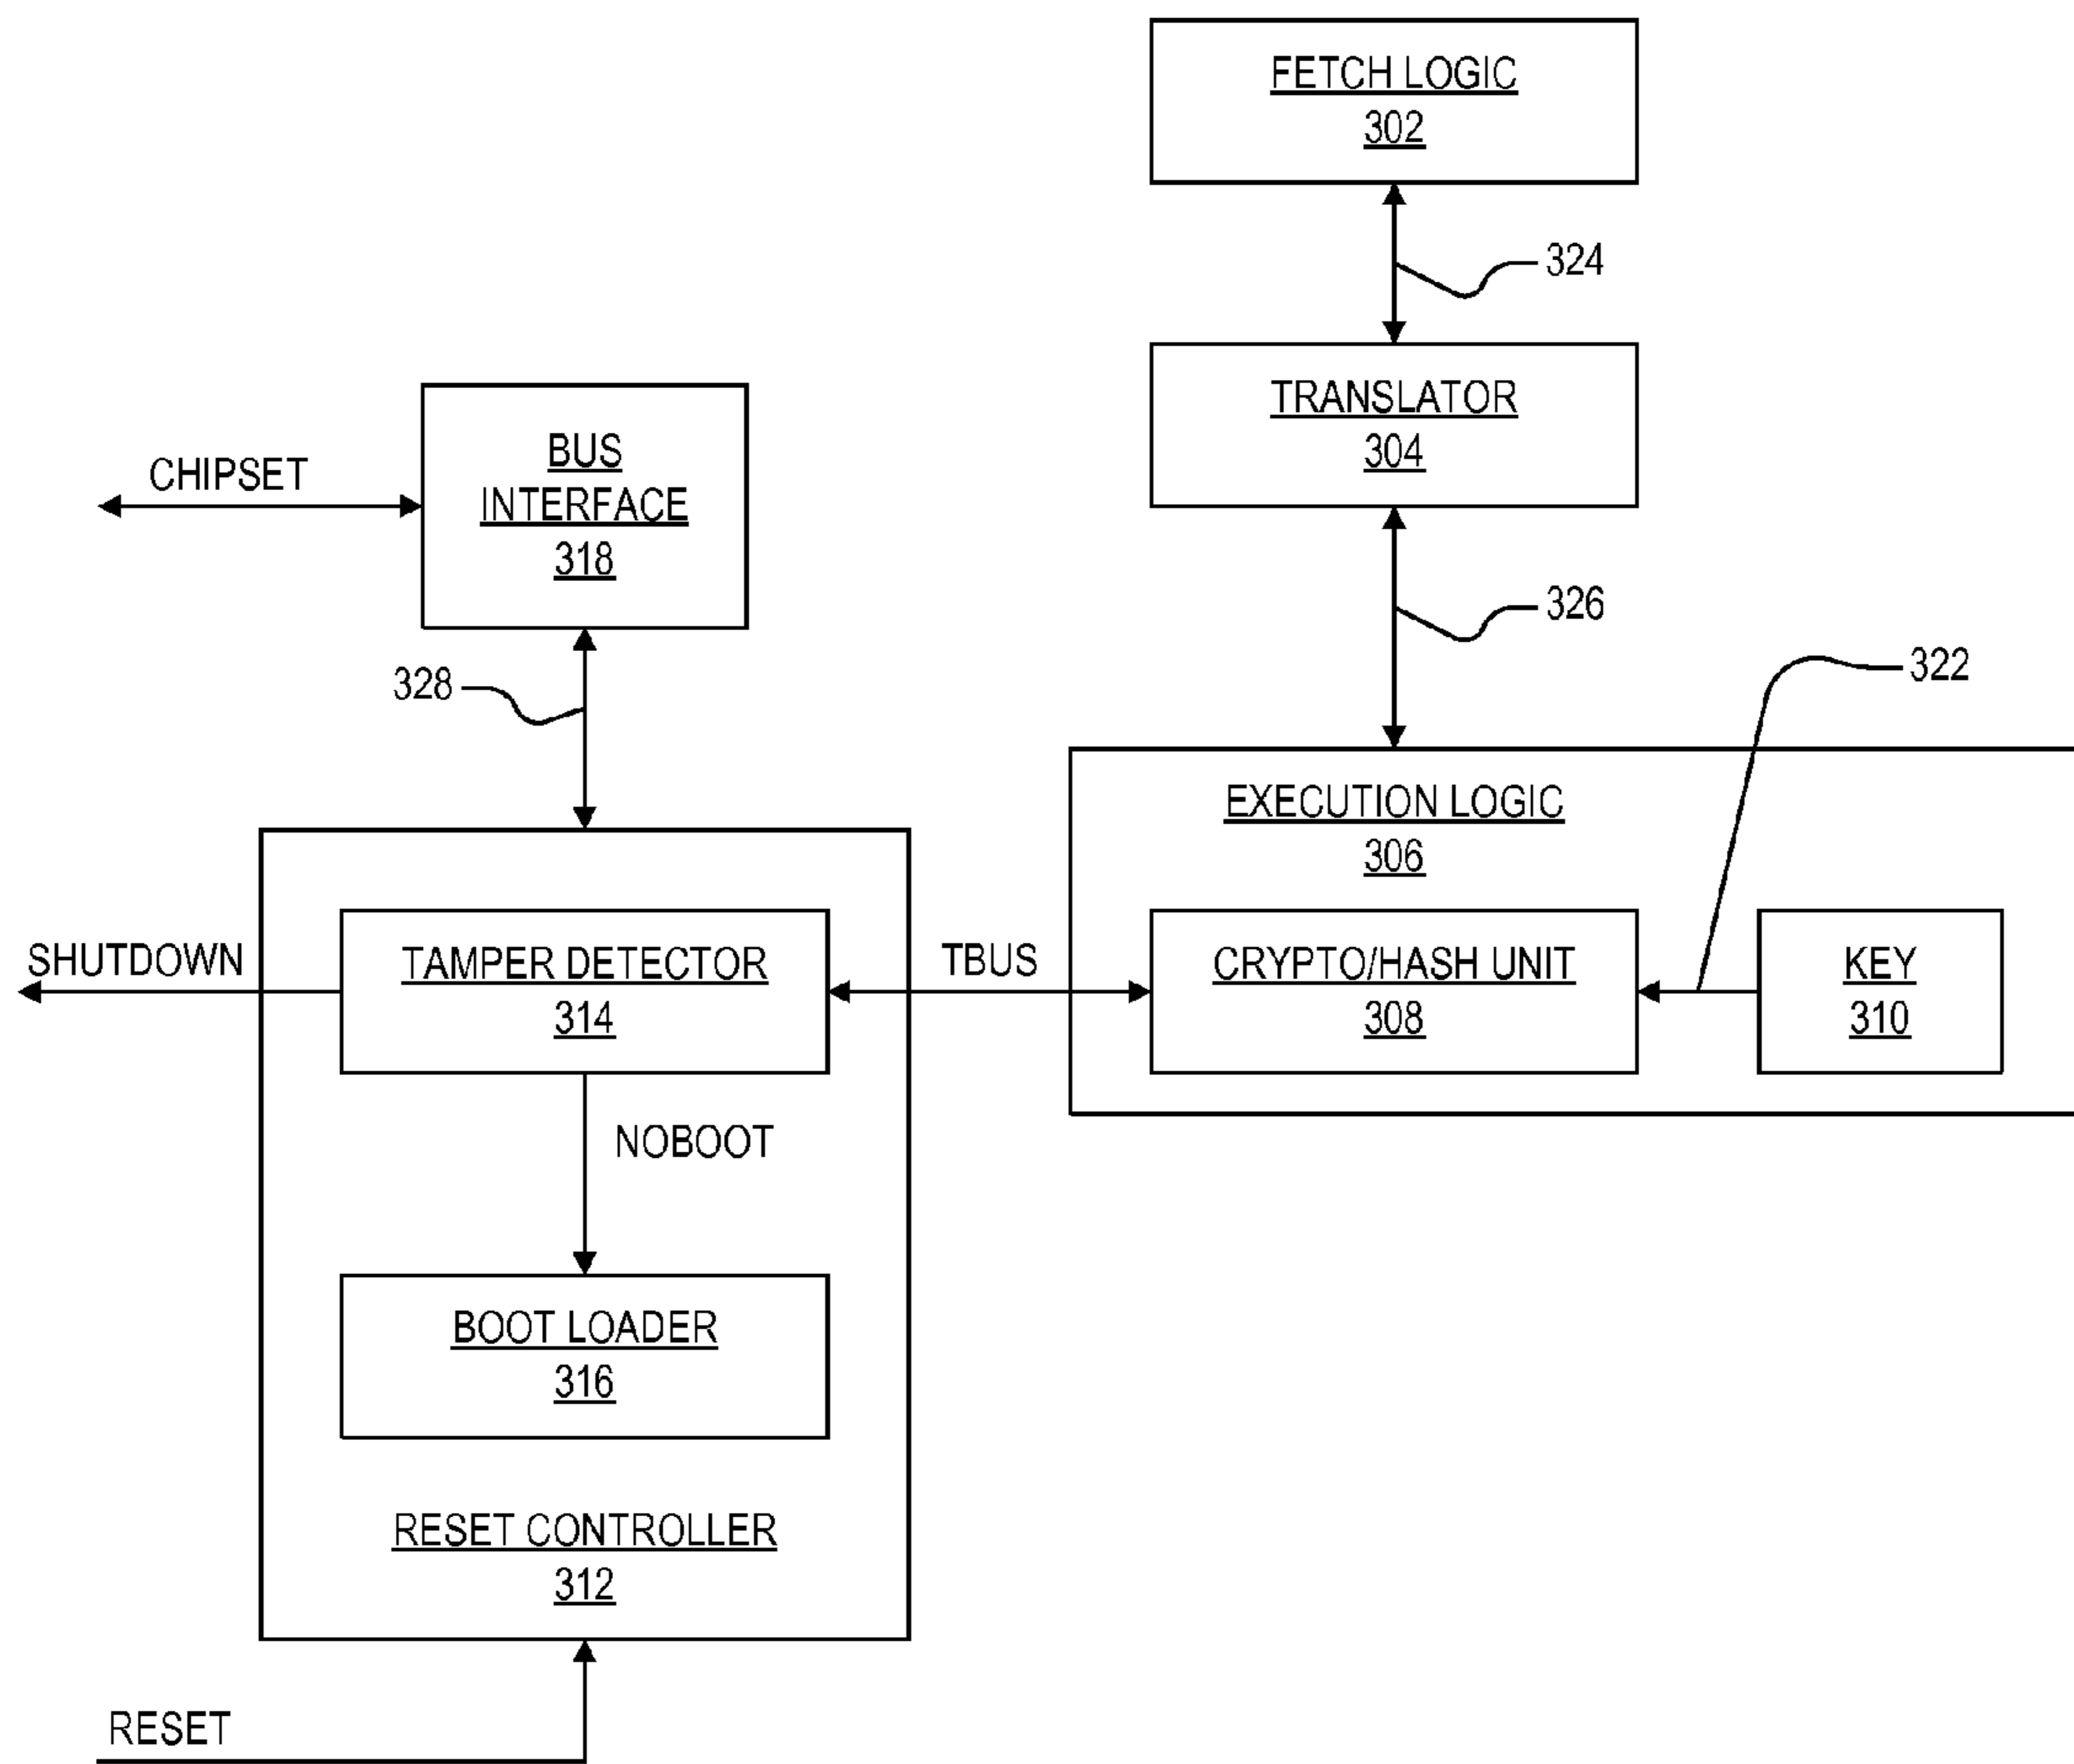 FETCH LOGIC
302
324
TRANSLATOR
304
CHIPSET
BUS
INTERFACE
318
326
328
322
EXECUTION LOGIC
306
SHUTDOWN
TAMPER DETECTOR
314
TBUS
CRYPTO/HASH UNIT
308
KEY
310
NOBOOT
BOOT LOADER
316
RESET CONTROLLER
312
RESET